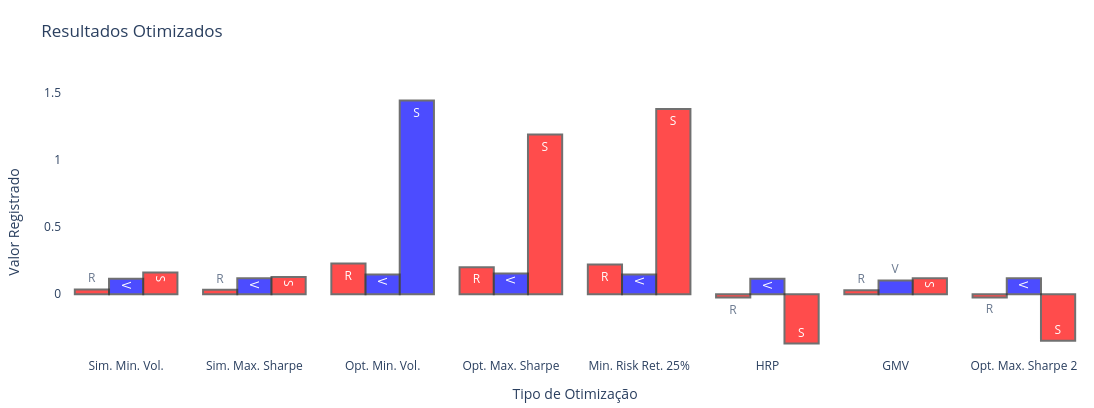 Resultados Otimizados
Valor Registrado
1.5
1
0.5
0
R V S
R V S
R V S
R V S
R V S
R V S
R V S
R V S
Sim. Min. Vol. Sim. Max. Sharpe Opt. Min. Vol. Opt. Max. Sharpe Min. Risk Ret. 25% HRP GMV Opt. Max. Sharpe 2
Tipo de Otimização